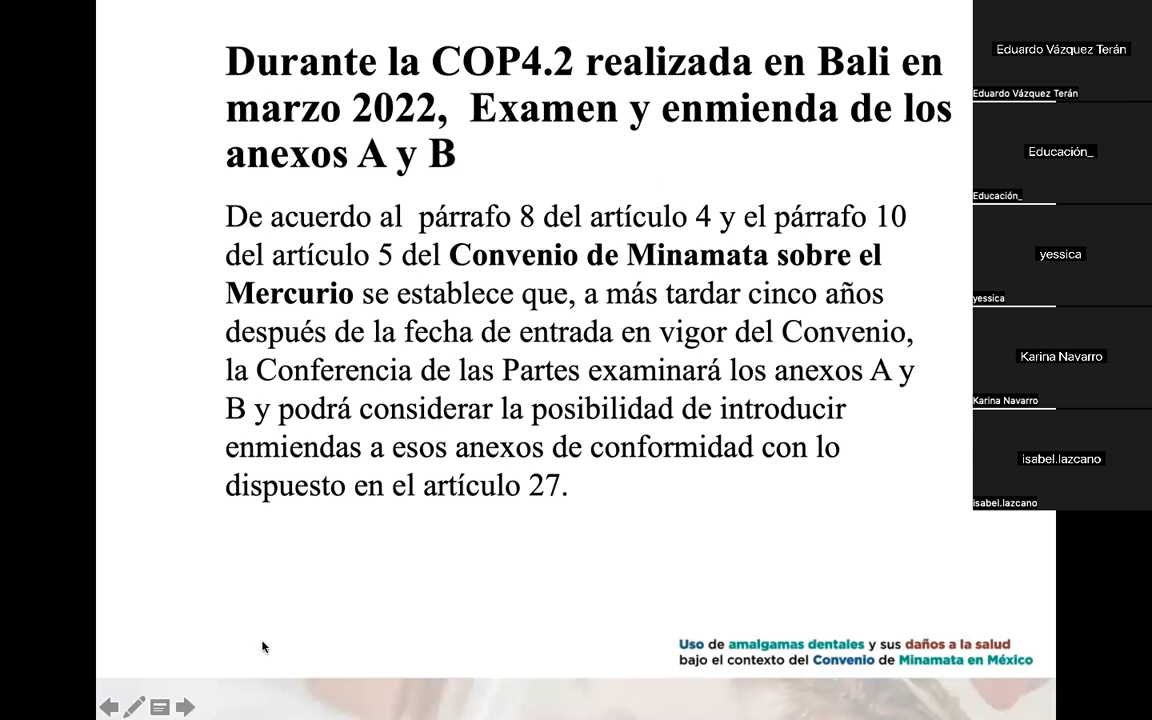 Durante la COP4.2 realizada en Bali en
marzo 2022,  Examen y enmienda de los
anexos A y B
De acuerdo al  párrafo 8 del artículo 4 y el párrafo 10
del artículo 5 del Convenio de Minamata sobre el
Mercurio se establece que, a más tardar cinco años
después de la fecha de entrada en vigor del Convenio,
la Conferencia de las Partes examinará los anexos A y
B y podrá considerar la posibilidad de introducir
enmiendas a esos anexos de conformidad con lo
dispuesto en el artículo 27.
Uso de amalgamas dentales y sus daños a la salud
bajo el contexto del Convenio de Minamata en México
Eduardo Vázquez Terán
Eduardo Vázquez Terán
Educación_
Educación_
yessica
yessica
Karina Navarro
Karina Navarro
isabel.lazcano
isabel.lazcano